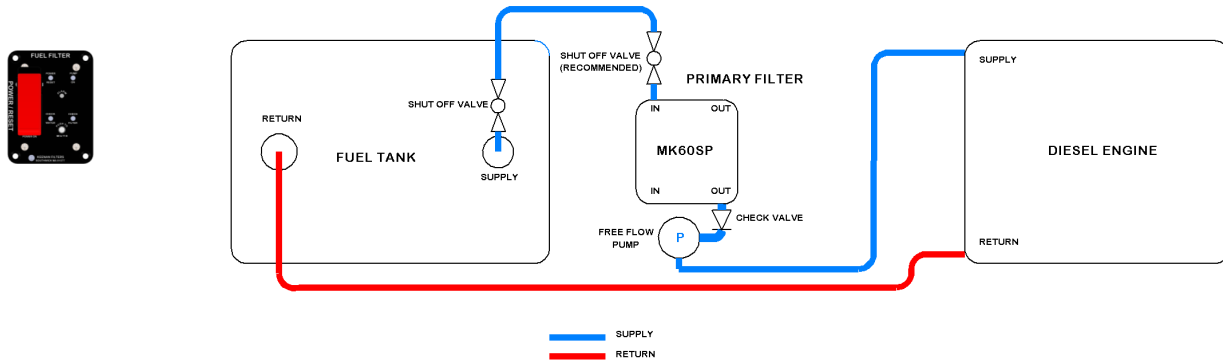 FUEL FILTER
POWER / RESET
SHUT OFF VALVE
(RECOMMENDED)
SUPPLY
PRIMARY FILTER
SHUT OFF VALVE
IN
OUT
RETURN
FUEL TANK
MK60SP
DIESEL ENGINE
SUPPLY
IN
OUT
CHECK VALVE
FREE FLOW
PUMP
P
RETURN
SUPPLY
RETURN